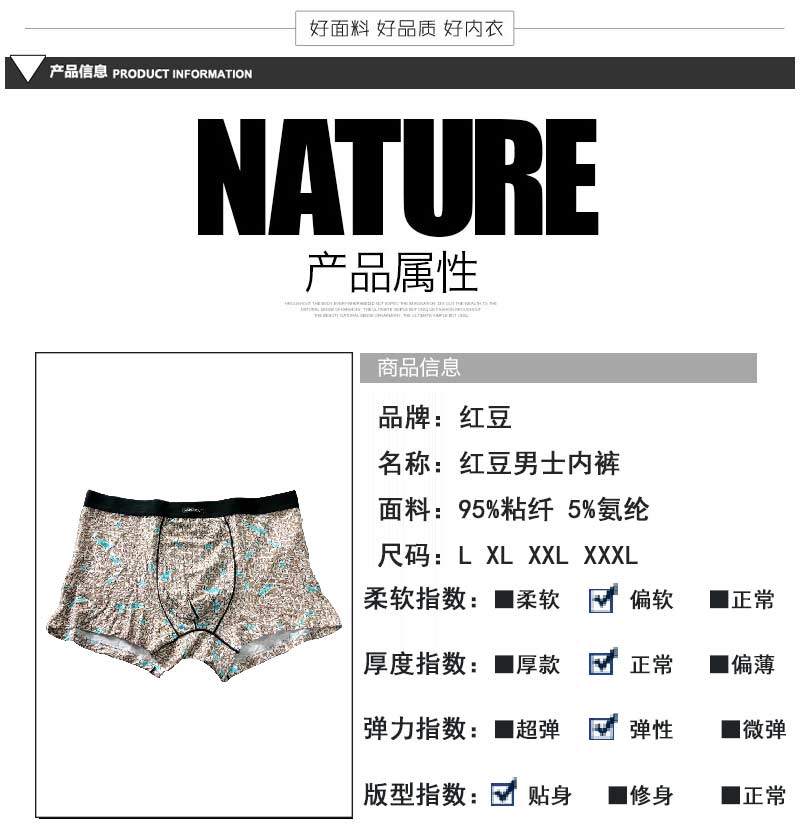 好面料 好品质 好内衣
产品信息 PRODUCT INFORMATION
NATURE
产品属性
商品信息
品牌：红豆
名称：红豆男士内裤
面料：95%粘纤 5%氨纶
尺码：L XL XXL XXXL
柔软指数：■柔软 偏软 ■正常
厚度指数：■厚款 正常 ■偏薄
弹力指数：■超弹 弹性 ■微弹
版型指数：贴身 ■修身 ■正常